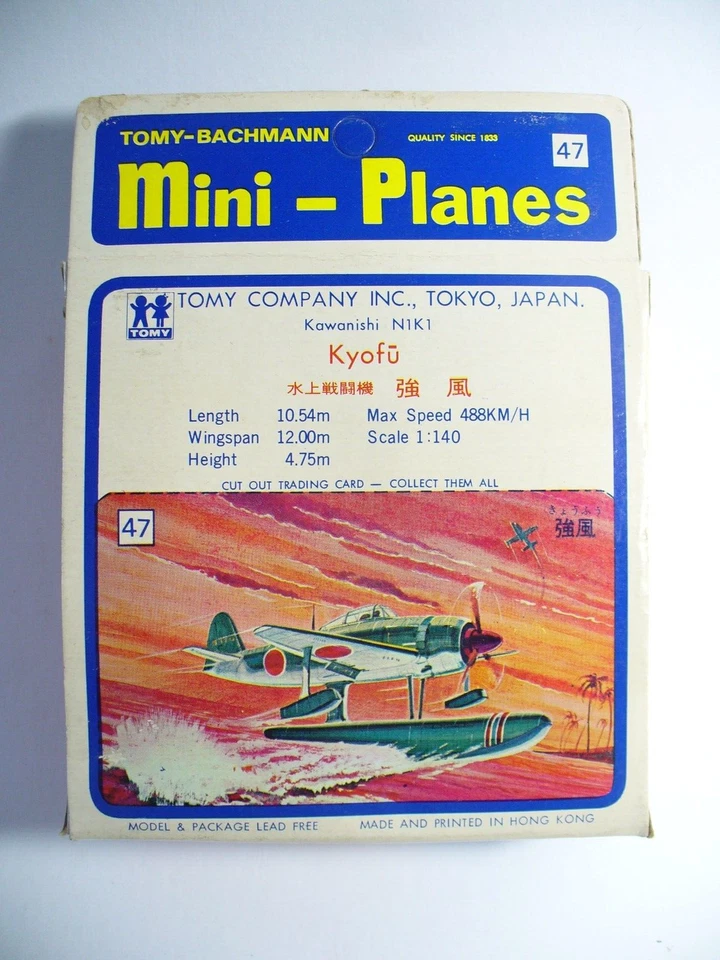 TOMY-BACHMANN
QUALITY SINCE 1833
47
mini - Planes
TOMY
TOMY COMPANY INC., TOKYO, JAPAN.
Kawanishi N1K1
Kyofū
水上戦闘機 強風
Length 10.54m Max Speed 488KM/H
Wingspan 12.00m Scale 1:140
Height 4.75m
CUT OUT TRADING CARD — COLLECT THEM ALL
47
きょうふう
強風
MODEL & PACKAGE LEAD FREE MADE AND PRINTED IN HONG KONG